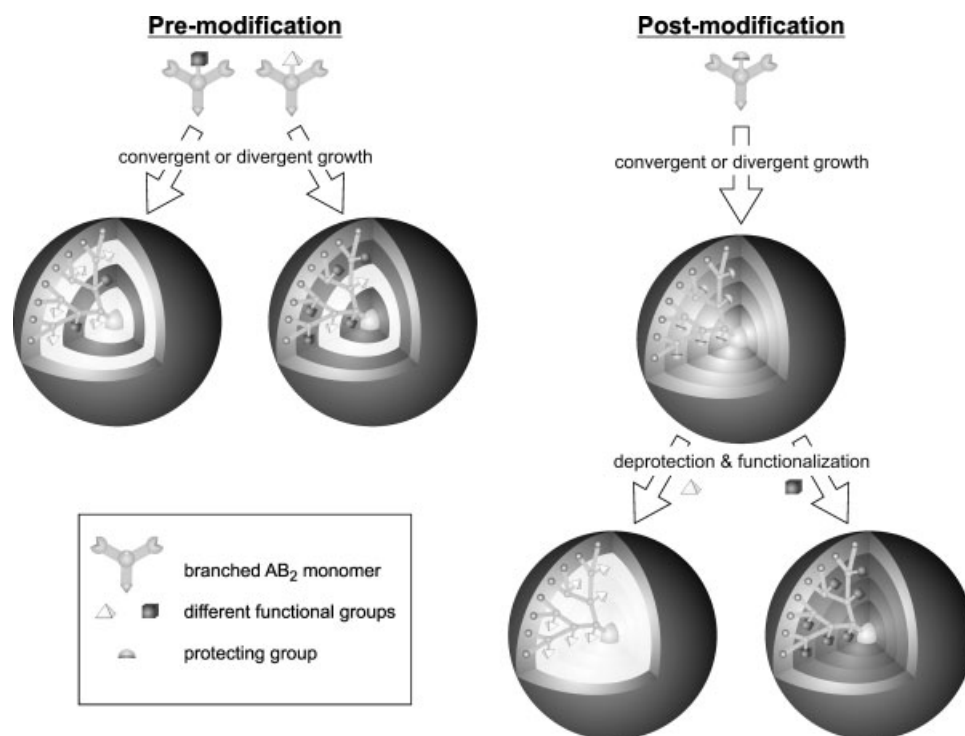 Pre-modification
Post-modification
convergent or divergent growth
convergent or divergent growth
deprotection & functionalization
branched AB2 monomer
different functional groups
protecting group